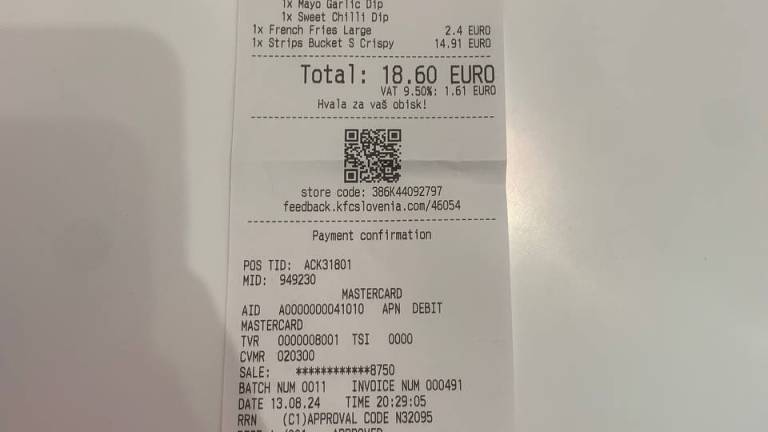 1x Mayo Garlic Dip
1x Sweet Chilli Dip
1x French Fries Large 2.4 EURO
1x Strips Bucket S Crispy 14.91 EURO
Total: 18.60 EURO
VAT 9.50%: 1.61 EURO
Hvala za vaš obisk!
store code: 386K44092797
feedback.kfcslovenia.com/46054
Payment confirmation
POS TID: ACK31801
MID: 949230
MASTERCARD
AID A0000000041010 APN DEBIT
MASTERCARD
TVR 0000008001 TSI 0000
CVMR 020300
SALE: ************8750
BATCH NUM 0011 INVOICE NUM 000491
DATE 13.08.24 TIME 20:29:05
RRN (C1)APPROVAL CODE N32095
APPROVED